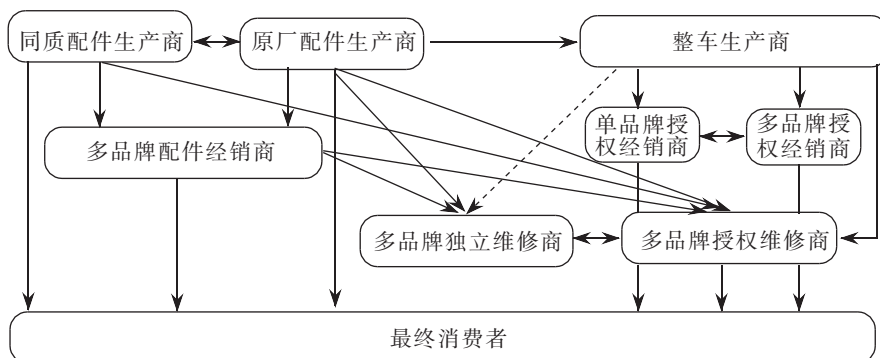 同质配件生产商
原厂配件生产商
整车生产商
单品牌授
权经销商
多品牌授
权经销商
多品牌配件经销商
多品牌独立维修商
多品牌授权维修商
最终消费者